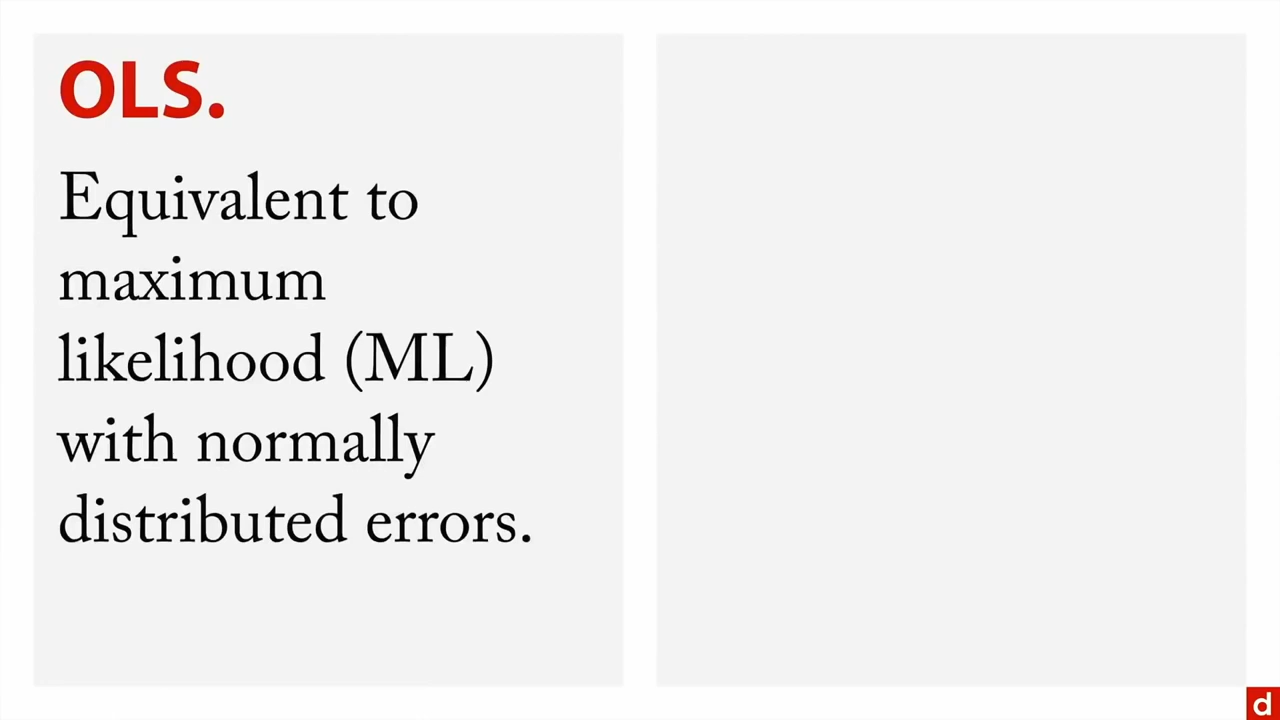 OLS.
Equivalent to
maximum
likelihood (ML)
with normally
distributed errors.
d